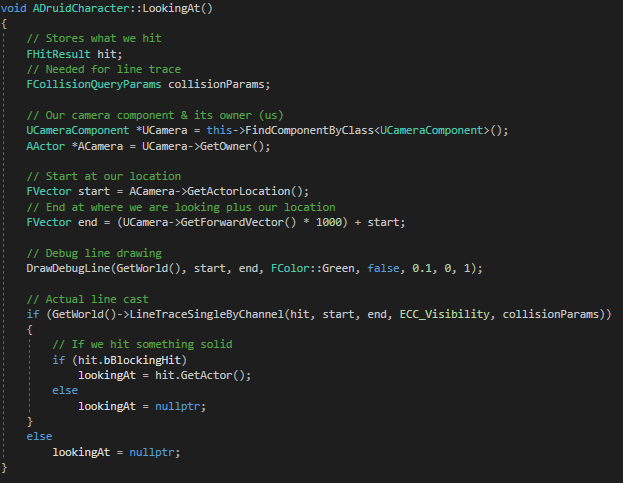 void ADruidCharacter::LookingAt()
{
// Stores what we hit
FHitResult hit;
// Needed for line trace
FCollisionQueryParams collisionParams;
// Our camera component & its owner (us)
UCameraComponent *UCamera = this->FindComponentByClass<UCameraComponent>();
AActor *ACamera = UCamera->GetOwner();
// Start at our location
FVector start = ACamera->GetActorLocation();
// End at where we are looking plus our location
FVector end = (UCamera->GetForwardVector() * 1000) + start;
// Debug line drawing
DrawDebugLine(GetWorld(), start, end, FColor::Green, false, 0.1, 0, 1);
// Actual line cast
if (GetWorld()->LineTraceSingleByChannel(hit, start, end, ECC_Visibility, collisionParams))
{
// If we hit something solid
if (hit.bBlockingHit)
lookingAt = hit.GetActor();
else
lookingAt = nullptr;
}
else
lookingAt = nullptr;
}